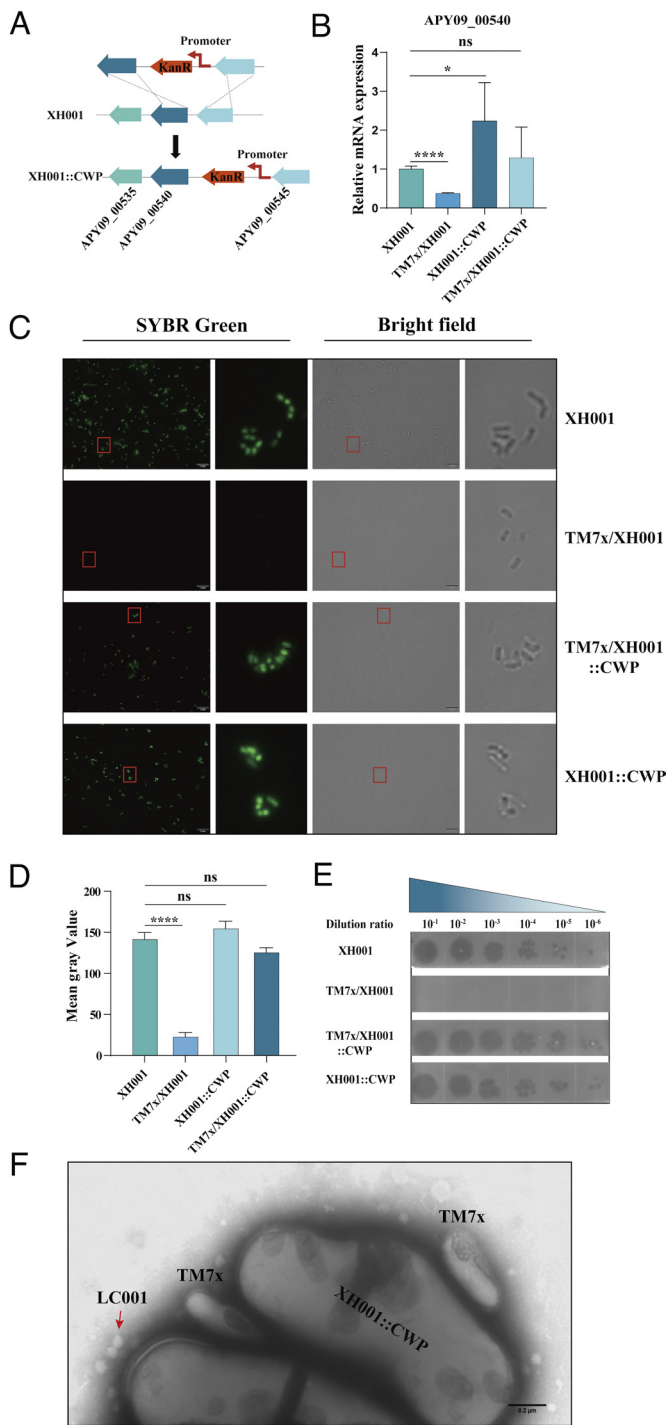 A
Promoter
KanR
XH001
Promoter
XH001::CWP
KanR
APY09_00535
APY09_00540
APY09_00545
B
APY09_00540
ns
*
****
Relative mRNA expression
4
3
2
1
0
XH001
TM7x/XH001
XH001::CWP
TM7x/XH001::CWP
C
SYBR Green
Bright field
XH001
TM7x/XH001
TM7x/XH001
::CWP
XH001::CWP
D
ns
ns
****
Mean gray Value
200
150
100
50
0
XH001
TM7x/XH001
XH001::CWP
TM7x/XH001::CWP
E
Dilution ratio 10-1 10-2 10-3 10-4 10-5 10-6
XH001
TM7x/XH001
TM7x/XH001
::CWP
XH001::CWP
F
TM7x
TM7x
LC001
XH001::CWP
0.2 μm